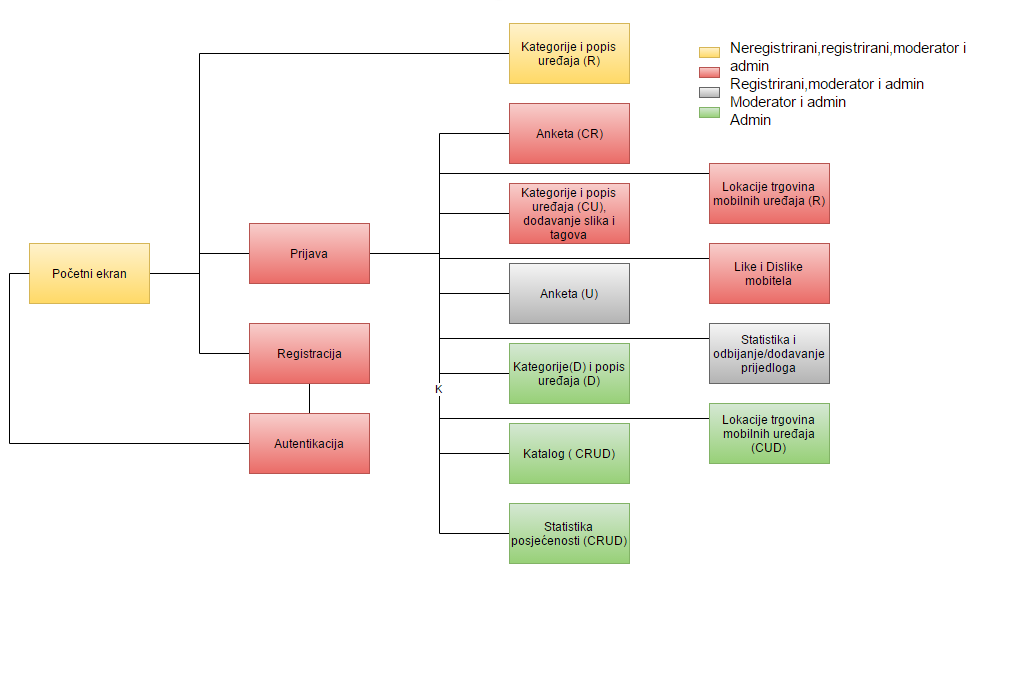 Kategorije i popis
uređaja (R)
Neregistrirani,registrirani,moderator i
admin
Registrirani,moderator i admin
Moderator i admin
Admin
Anketa (CR)
Lokacije trgovina
mobilnih uređaja (R)
Kategorije i popis
uređaja (CU),
dodavanje slika i
tagova
Prijava
Početni ekran
Like i Dislike
mobitela
Anketa (U)
Registracija
Statistika i
odbijanje/dodavanje
prijedloga
Kategorije(D) i popis
uređaja (D)
K
Autentikacija
Lokacije trgovina
mobilnih uređaja
(CUD)
Katalog ( CRUD)
Statistika
posjećenosti (CRUD)